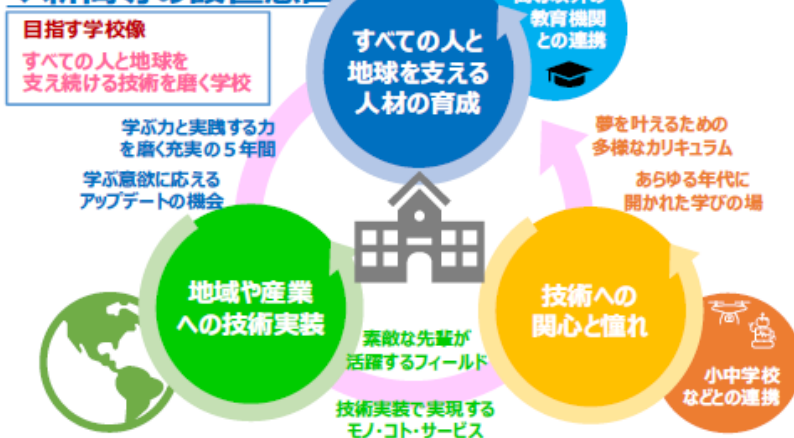 目指す学校像
すべての人と地球を
支え続ける技術を磨く学校
すべての人と
地球を支える
人材の育成
教育機関
との連携
学ぶ力と実践する力
を磨く充実の5年間
学ぶ意欲に応える
アップデートの機会
夢を叶えるための
多様なカリキュラム
あらゆる年代に
開かれた学びの場
地域や産業
への技術実装
技術への
関心と憧れ
素敵な先輩が
活躍するフィールド
技術実装で実現する
モノ・コト・サービス
小中学校
などとの連携